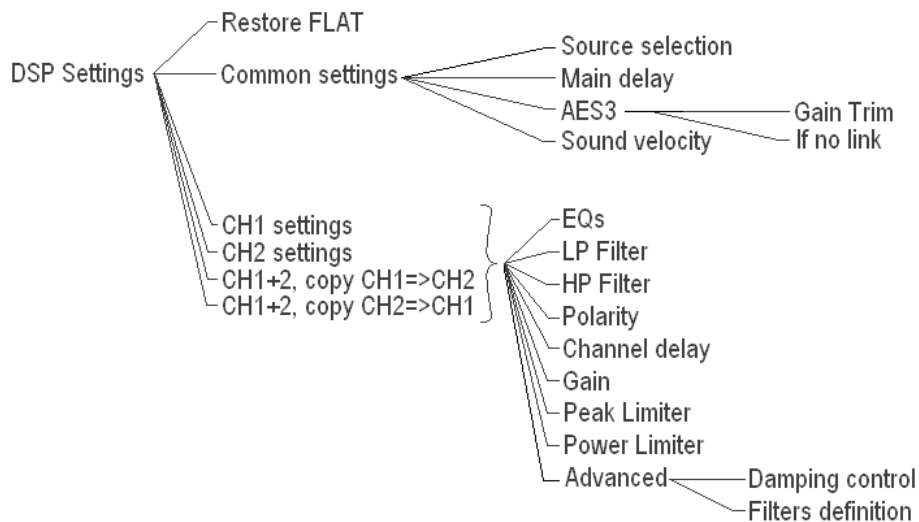 Restore FLAT
DSP Settings
Common settings
Source selection
Main delay
AES3
Gain Trim
If no link
Sound velocity
CH1 settings
CH2 settings
CH1+2, copy CH1=>CH2
CH1+2, copy CH2=>CH1
EQs
LP Filter
HP Filter
Polarity
Channel delay
Gain
Peak Limiter
Power Limiter
Advanced
Damping control
Filters definition